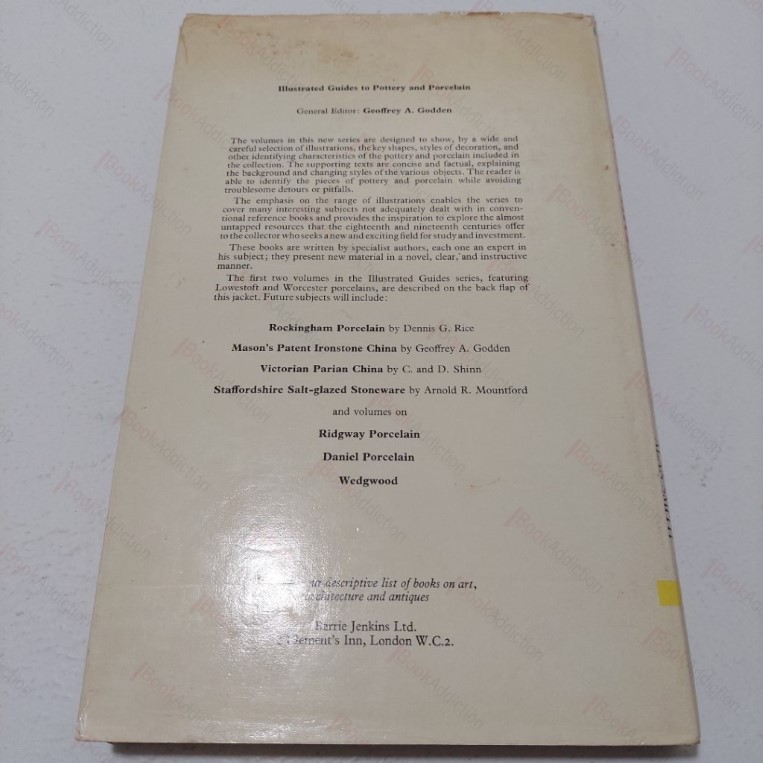 Illustrated Guides to Pottery and Porcelain
General Editor: Geoffrey A. Godden
The volumes in this new series are designed to show, by a wide and
careful selection of illustrations, the key shapes, styles of decoration, and
other identifying characteristics of the pottery and porcelain included in
the collection. The supporting texts are concise and factual, explaining
the background and changing styles of the various objects. The reader is
able to identify the pieces of pottery and porcelain while avoiding
troublesome detours or pitfalls.
The emphasis on the range of illustrations enables the series to
cover many interesting subjects not adequately dealt with in conven-
tional reference books and provides the inspiration to explore the almost
untapped resources that the eighteenth and nineteenth centuries offer
to the collector who seeks a new and exciting field for study and investment.
These books are written by specialist authors, each one an expert in
his subject; they present new material in a novel, clear, and instructive
manner.
The first two volumes in the Illustrated Guides series, featuring
Lowestoft and Worcester porcelains, are described on the back flap of
this jacket. Future subjects will include:
Rockingham Porcelain by Dennis G. Rice
Mason's Patent Ironstone China by Geoffrey A. Godden
Victorian Parian China by C. and D. Shinn
Staffordshire Salt-glazed Stoneware by Arnold R. Mountford
and volumes on
Ridgway Porcelain
Daniel Porcelain
Wedgwood
descriptive list of books on art,
architecture and antiques
Barrie Jenkins Ltd.
Clement's Inn, London W.C.2.
BookAddiction